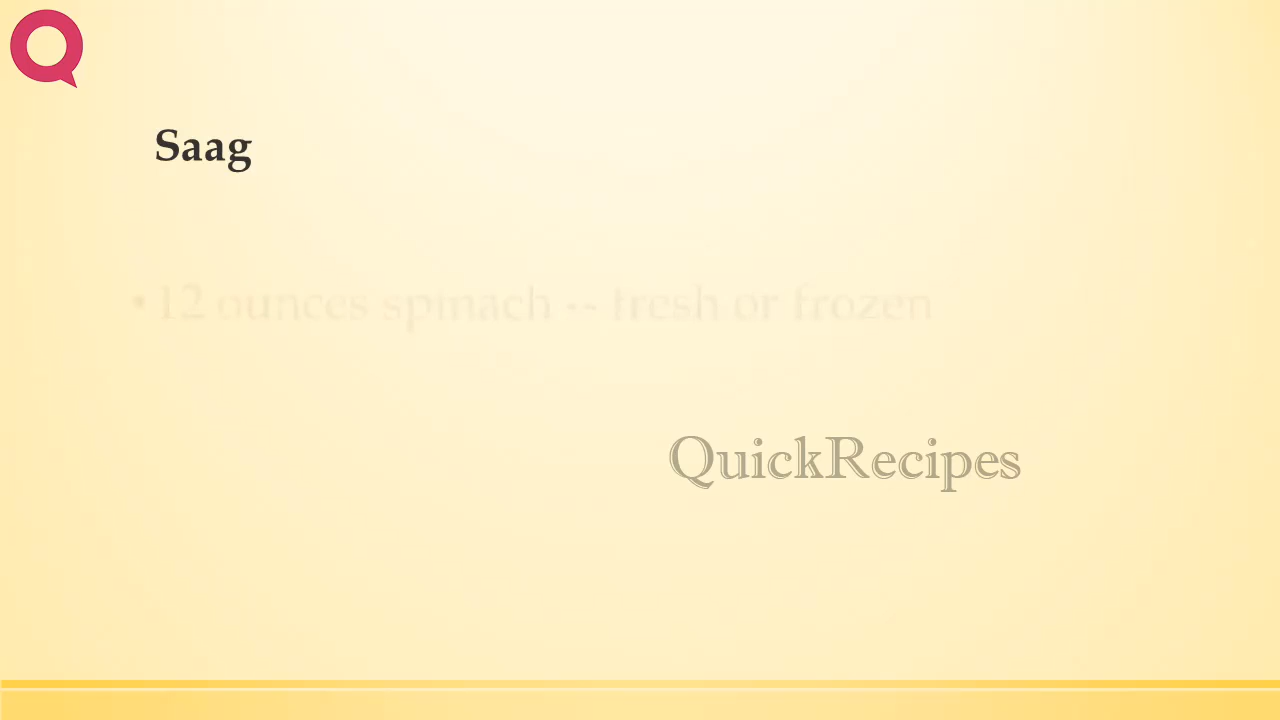 Saag
• 12 ounces spinach -- fresh or frozen
QuickRecipes